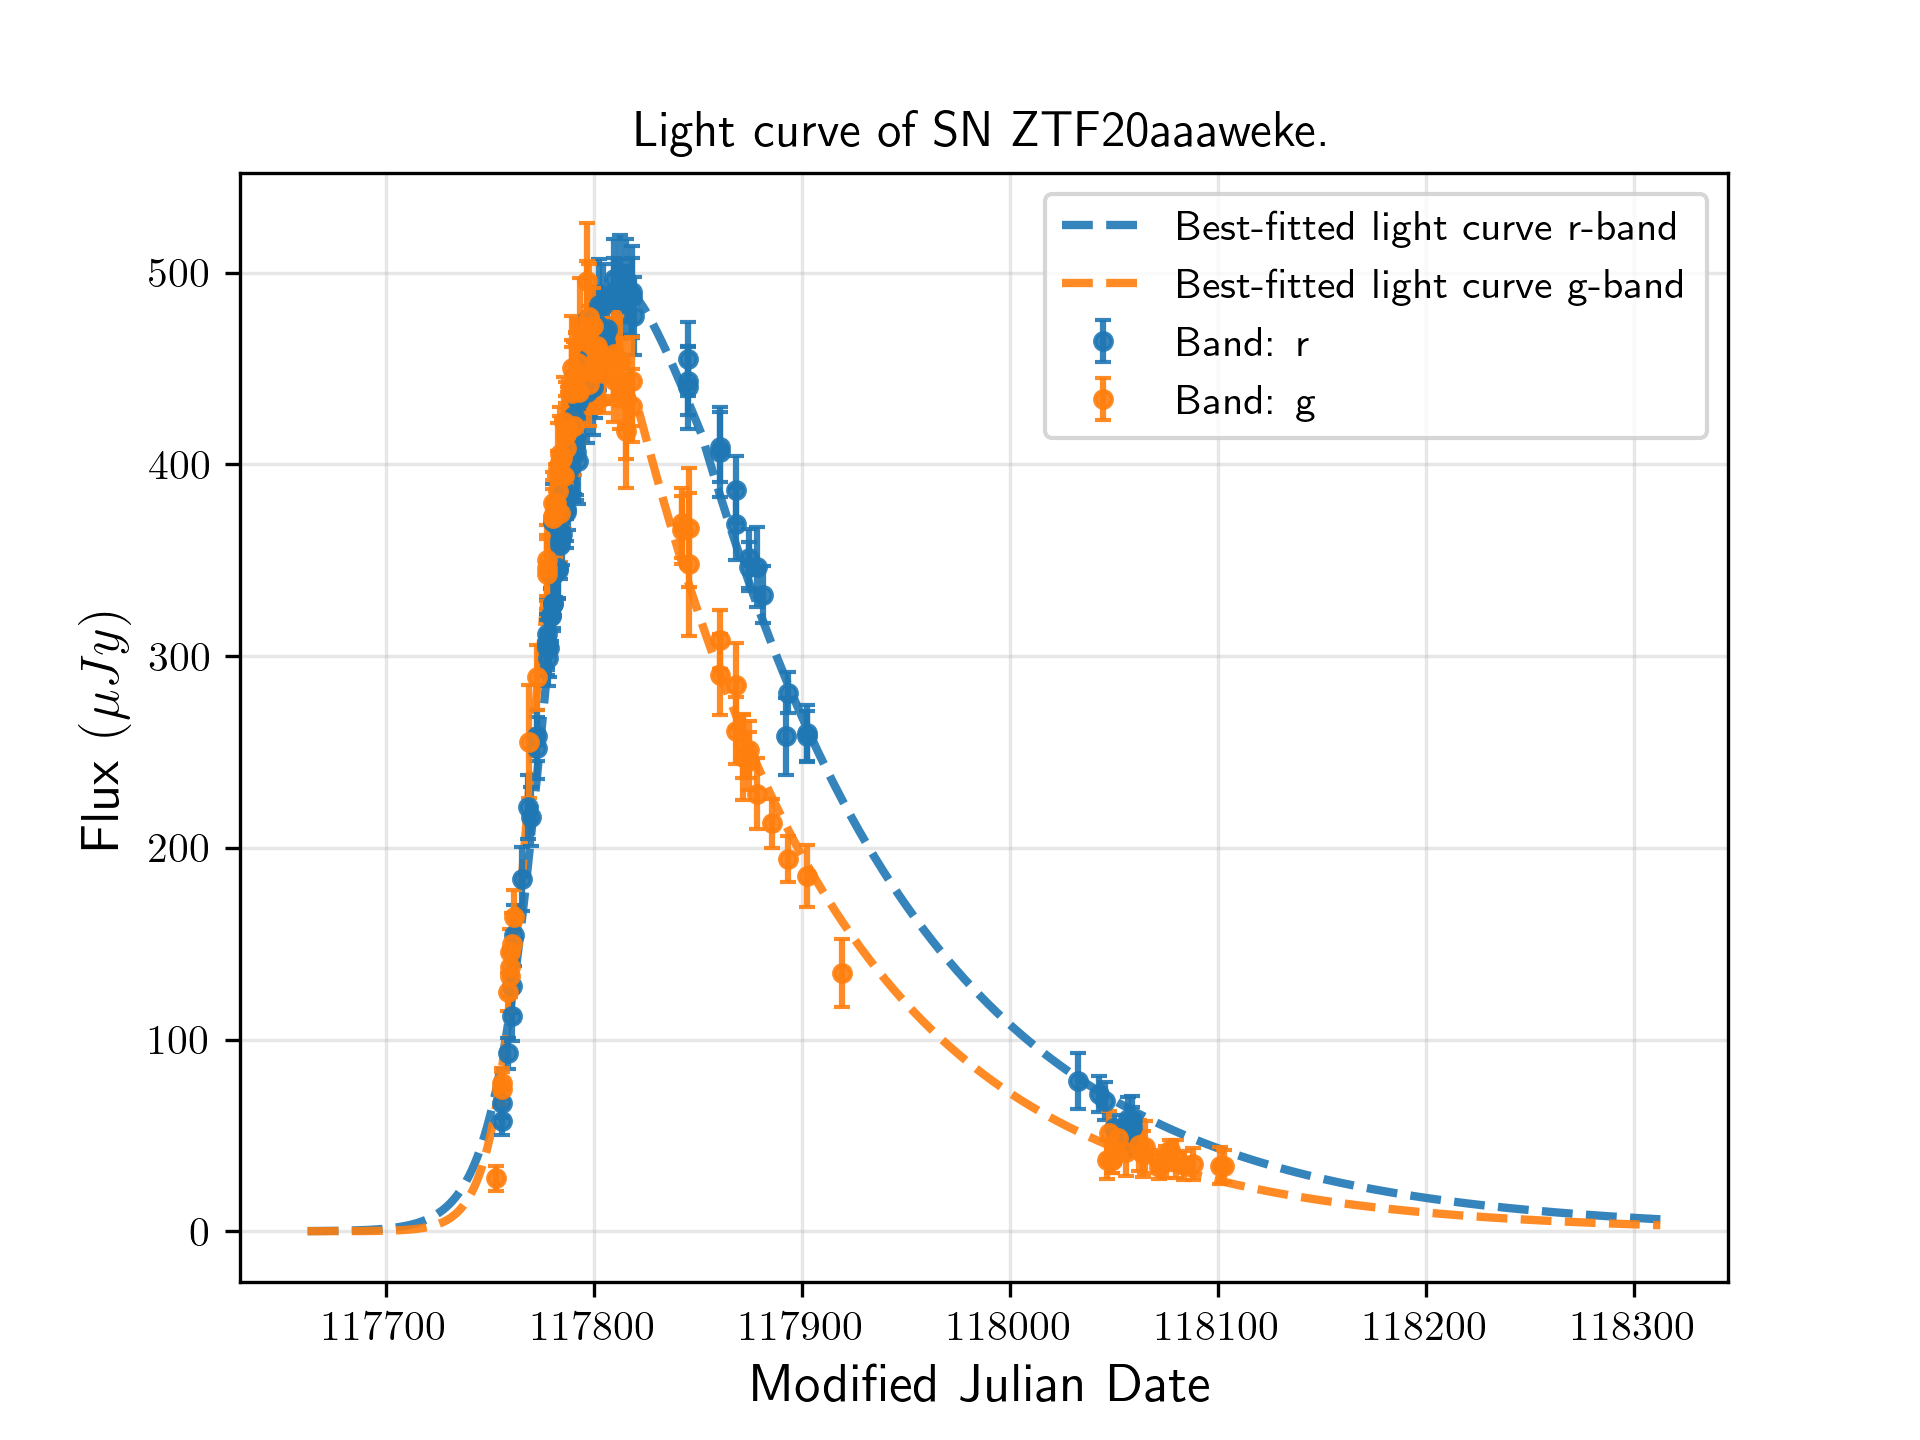 Light curve of SN ZTF20aaaweke.
Best-fitted light curve r-band
Best-fitted light curve g-band
Band: r
Band: g
Flux (μJy)
500
400
300
200
100
0
117700 117800 117900 118000 118100 118200 118300
Modified Julian Date